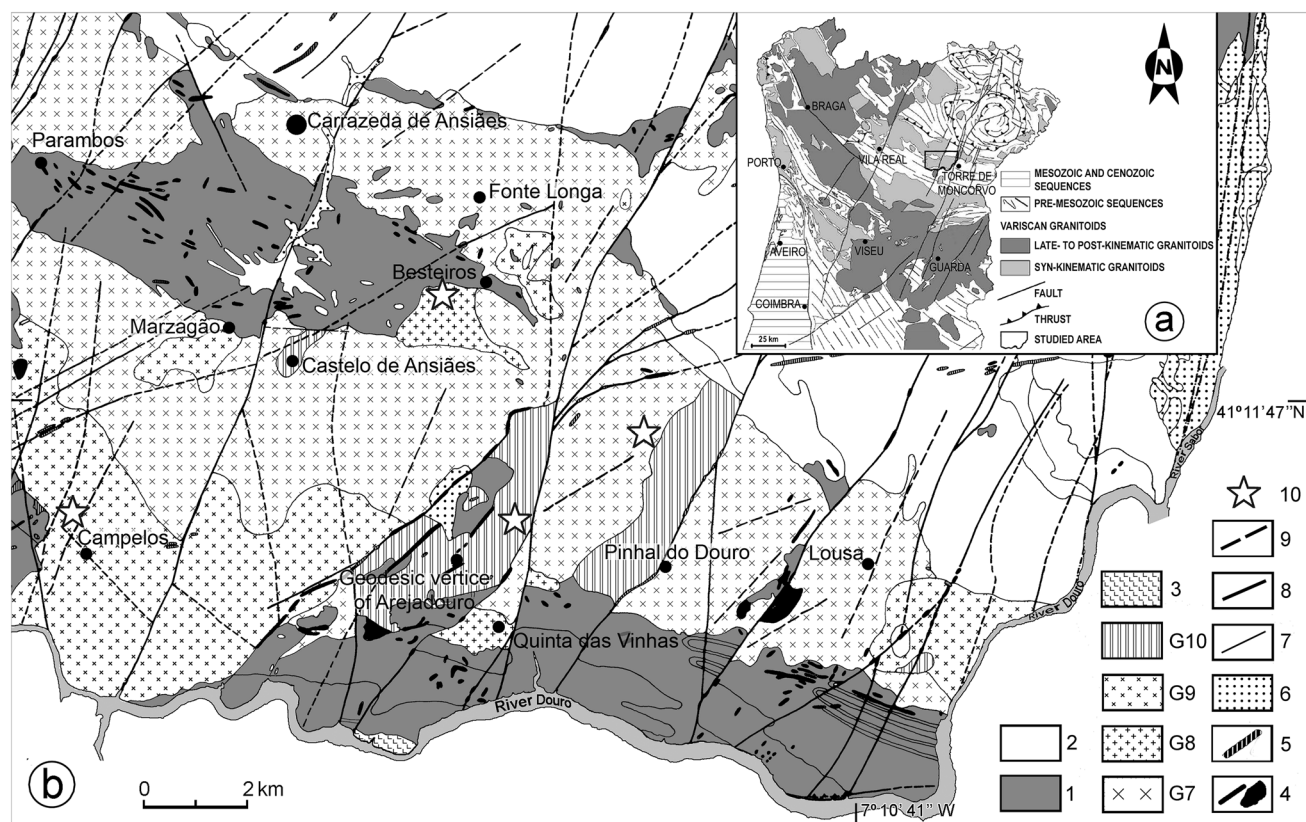 Parambos
Carrazeda de Ansiães
Fonte Longa
Besteiros
Marzagão
Castelo de Ansiães
Campelos
Geodesic vertice
of Arejadouro
Pinhal do Douro
Lousa
Quinta das Vinhas
River Douro
River Douro
River Sabor
b
0 2 km
7º 10' 41'' W
41º 11' 47''N
N
BRAGA
PORTO
VILA REAL
TORRE DE
MONCORVO
AVEIRO
VISEU
GUARDA
COIMBRA
25 km
MESOZOIC AND CENOZOIC
SEQUENCES
PRE-MESOZOIC SEQUENCES
VARISCAN GRANITOIDS
LATE- TO POST-KINEMATIC GRANITOIDS
SYN-KINEMATIC GRANITOIDS
FAULT
THRUST
STUDIED AREA
a
10
9
3
8
G10
7
G9
6
2
G8
5
1
G7
4